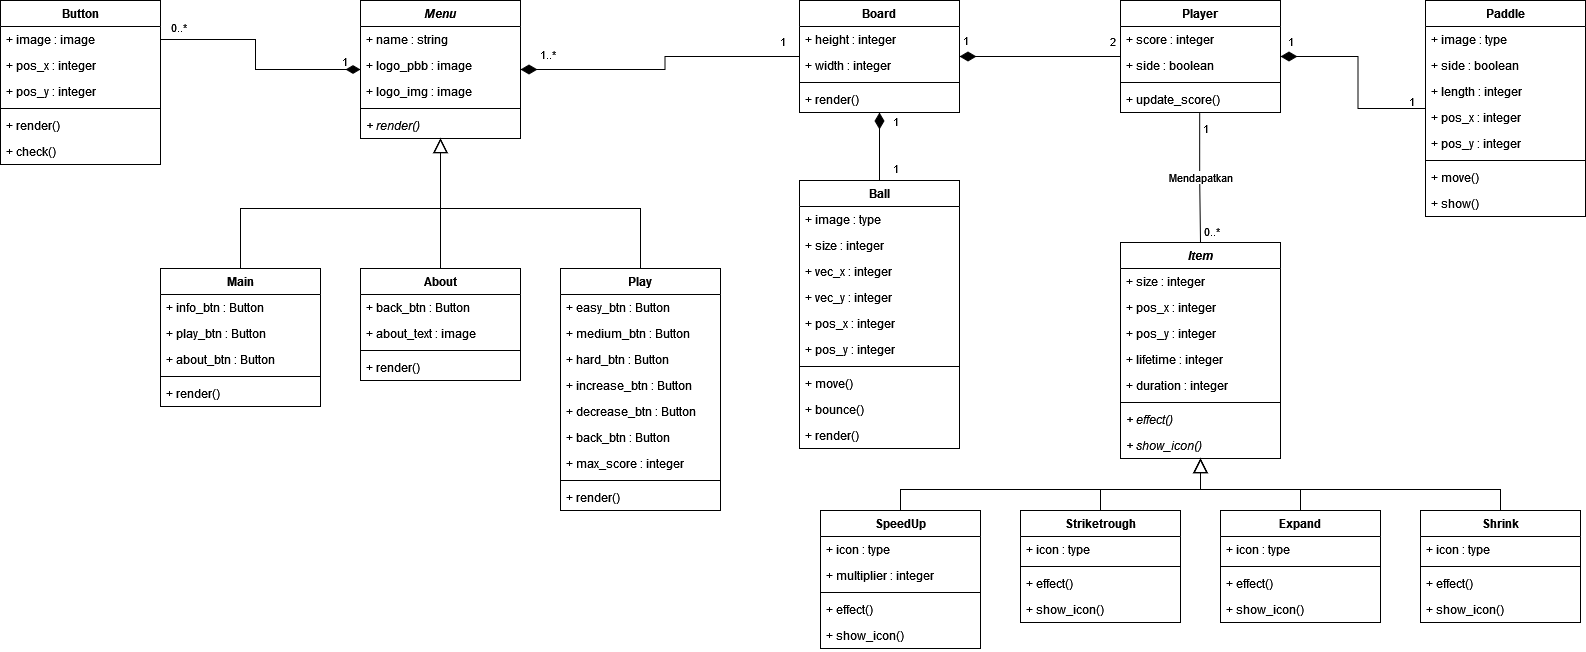 Button
+ image : image
+ pos_x : integer
+ pos_y : integer
+ render()
+ check()
0..*
1
Menu
+ name : string
+ logo_pbb : image
+ logo_img : image
+ render()
1..*
1
Board
+ height : integer
+ width : integer
+ render()
1
2
Player
+ score : integer
+ side : boolean
+ update_score()
1
1
Paddle
+ image : type
+ side : boolean
+ length : integer
+ pos_x : integer
+ pos_y : integer
+ move()
+ show()
1
1
Ball
+ image : type
+ size : integer
+ vec_x : integer
+ vec_y : integer
+ pos_x : integer
+ pos_y : integer
+ move()
+ bounce()
+ render()
1
Mendapatkan
0..*
Item
+ size : integer
+ pos_x : integer
+ pos_y : integer
+ lifetime : integer
+ duration : integer
+ effect()
+ show_icon()
Main
+ info_btn : Button
+ play_btn : Button
+ about_btn : Button
+ render()
About
+ back_btn : Button
+ about_text : image
+ render()
Play
+ easy_btn : Button
+ medium_btn : Button
+ hard_btn : Button
+ increase_btn : Button
+ decrease_btn : Button
+ back_btn : Button
+ max_score : integer
+ render()
SpeedUp
+ icon : type
+ multiplier : integer
+ effect()
+ show_icon()
Striketrough
+ icon : type
+ effect()
+ show_icon()
Expand
+ icon : type
+ effect()
+ show_icon()
Shrink
+ icon : type
+ effect()
+ show_icon()